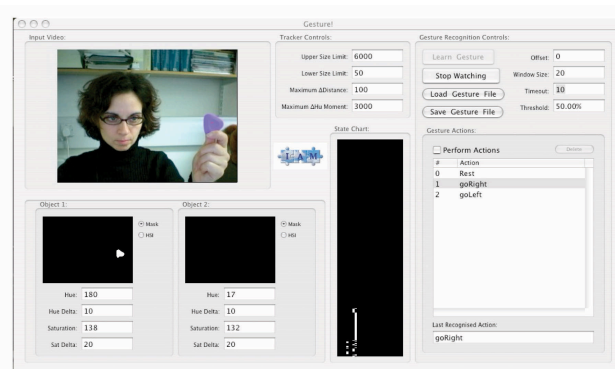 Gesture!
Input Video:
Tracker Controls:
Upper Size Limit: 6000
Lower Size Limit: 50
Maximum ΔDistance: 100
Maximum ΔHu Moment: 3000
Gesture Recognition Controls:
Learn Gesture
Stop Watching
Load Gesture File
Save Gesture File
Offset: 0
Window Size: 20
Timeout: 10
Threshold: 50.00%
I A M
State Chart:
Gesture Actions:
Perform Actions
Delete
# Action
0 Rest
1 goRight
2 goLeft
Last Recognised Action:
goRight
Object 1:
Mask
HSI
Hue: 180
Hue Delta: 10
Saturation: 138
Sat Delta: 20
Object 2:
Mask
HSI
Hue: 17
Hue Delta: 10
Saturation: 132
Sat Delta: 20